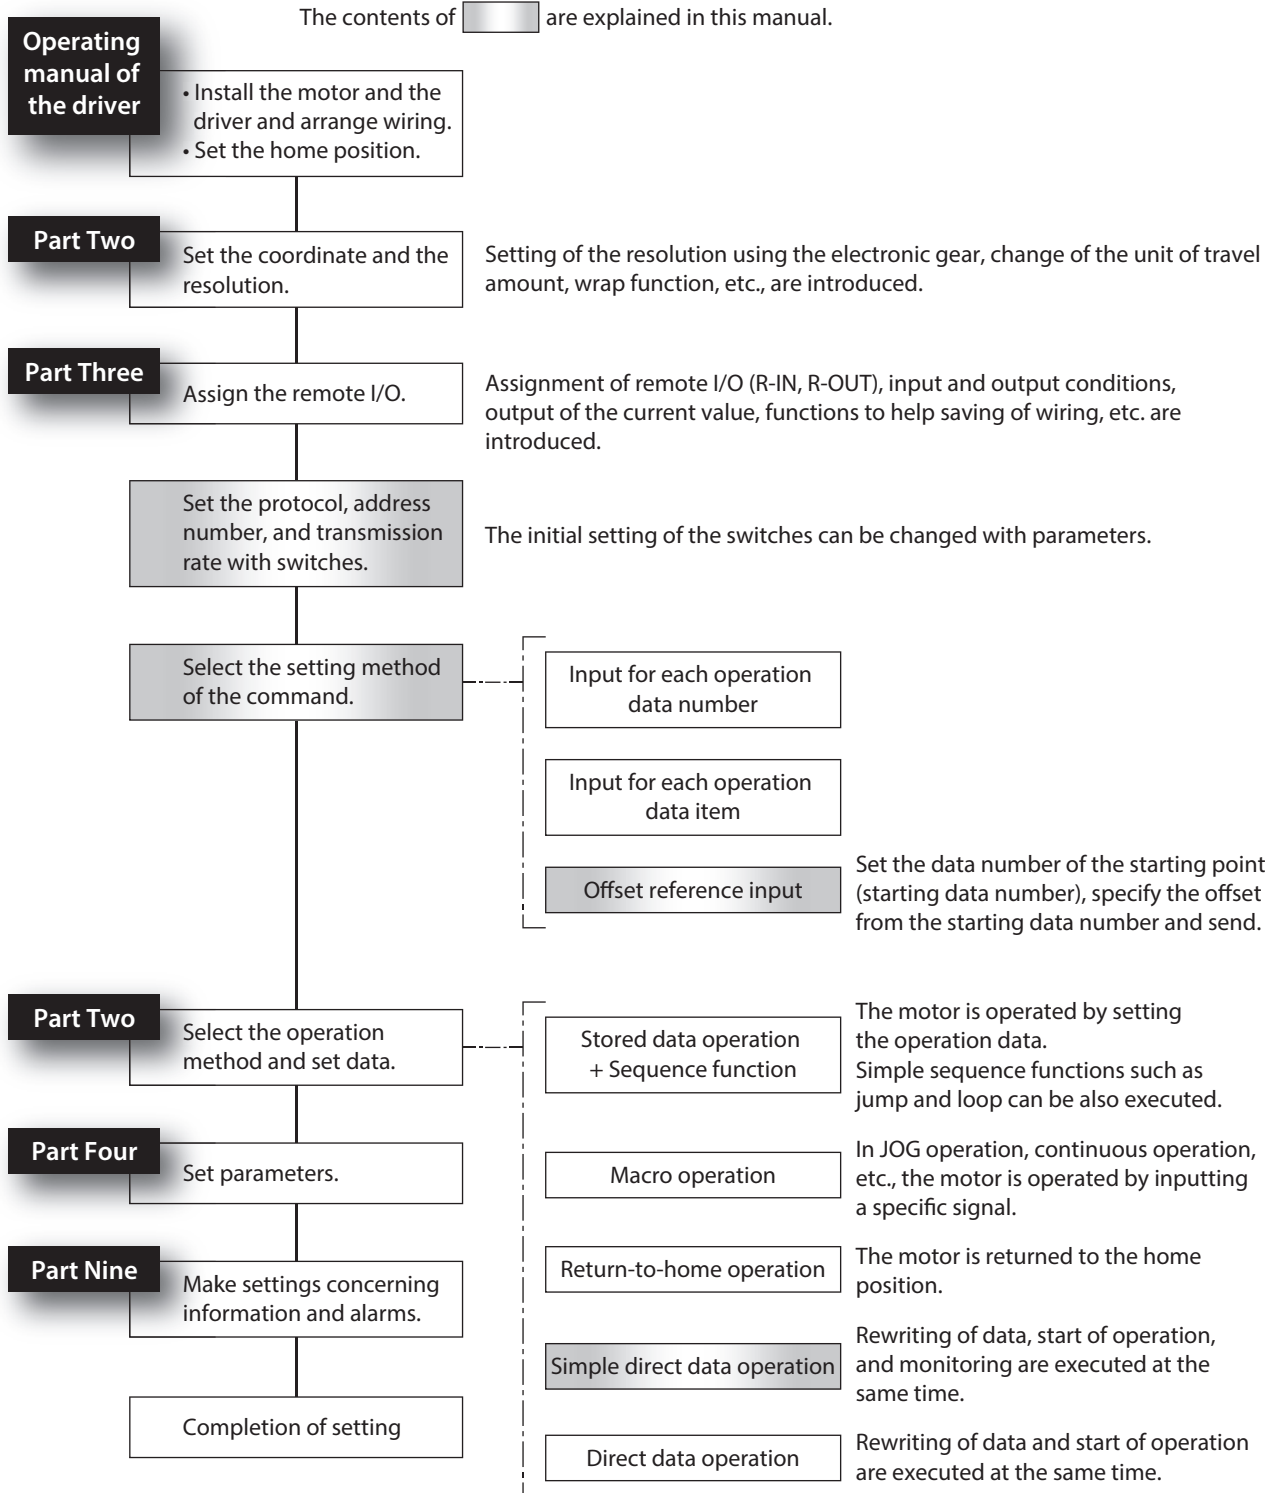 The contents of are explained in this manual.
Operating
manual of
the driver
• Install the motor and the
driver and arrange wiring.
• Set the home position.
Part Two
Set the coordinate and the
resolution.
Setting of the resolution using the electronic gear, change of the unit of travel
amount, wrap function, etc., are introduced.
Part Three
Assign the remote I/O.
Assignment of remote I/O (R-IN, R-OUT), input and output conditions,
output of the current value, functions to help saving of wiring, etc. are
introduced.
Set the protocol, address
number, and transmission
rate with switches.
The initial setting of the switches can be changed with parameters.
Select the setting method
of the command.
Input for each operation
data number
Input for each operation
data item
Offset reference input
Set the data number of the starting point
(starting data number), specify the offset
from the starting data number and send.
Part Two
Select the operation
method and set data.
Stored data operation
+ Sequence function
The motor is operated by setting
the operation data.
Simple sequence functions such as
jump and loop can be also executed.
Part Four
Set parameters.
Macro operation
In JOG operation, continuous operation,
etc., the motor is operated by inputting
a specific signal.
Part Nine
Make settings concerning
information and alarms.
Return-to-home operation
The motor is returned to the home
position.
Simple direct data operation
Rewriting of data, start of operation,
and monitoring are executed at the
same time.
Completion of setting
Direct data operation
Rewriting of data and start of operation
are executed at the same time.